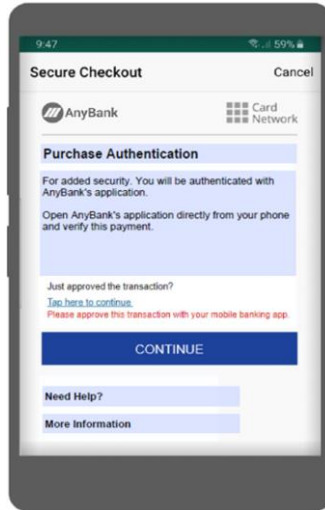 9:47
59%
Secure Checkout
Cancel
AnyBank
Card
Network
Purchase Authentication
For added security. You will be authenticated with
AnyBank's application.
Open AnyBank's application directly from your phone
and verify this payment.
Just approved the transaction?
Tap here to continue
Please approve this transaction with your mobile banking app.
CONTINUE
Need Help?
More Information